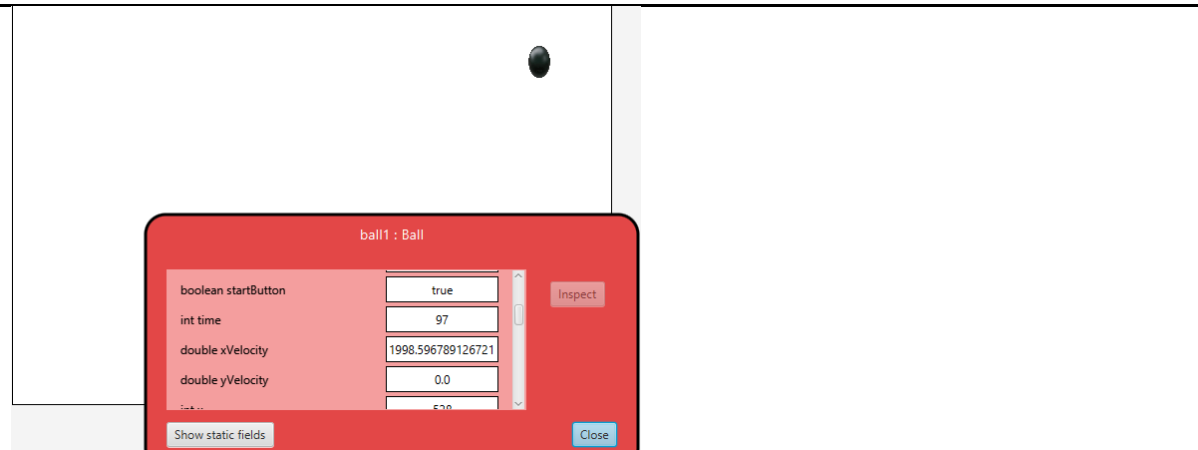 ball1 : Ball
boolean startButton true
Inspect
int time 97
double xVelocity 1998.596789126721
double yVelocity 0.0
Show static fields
Close